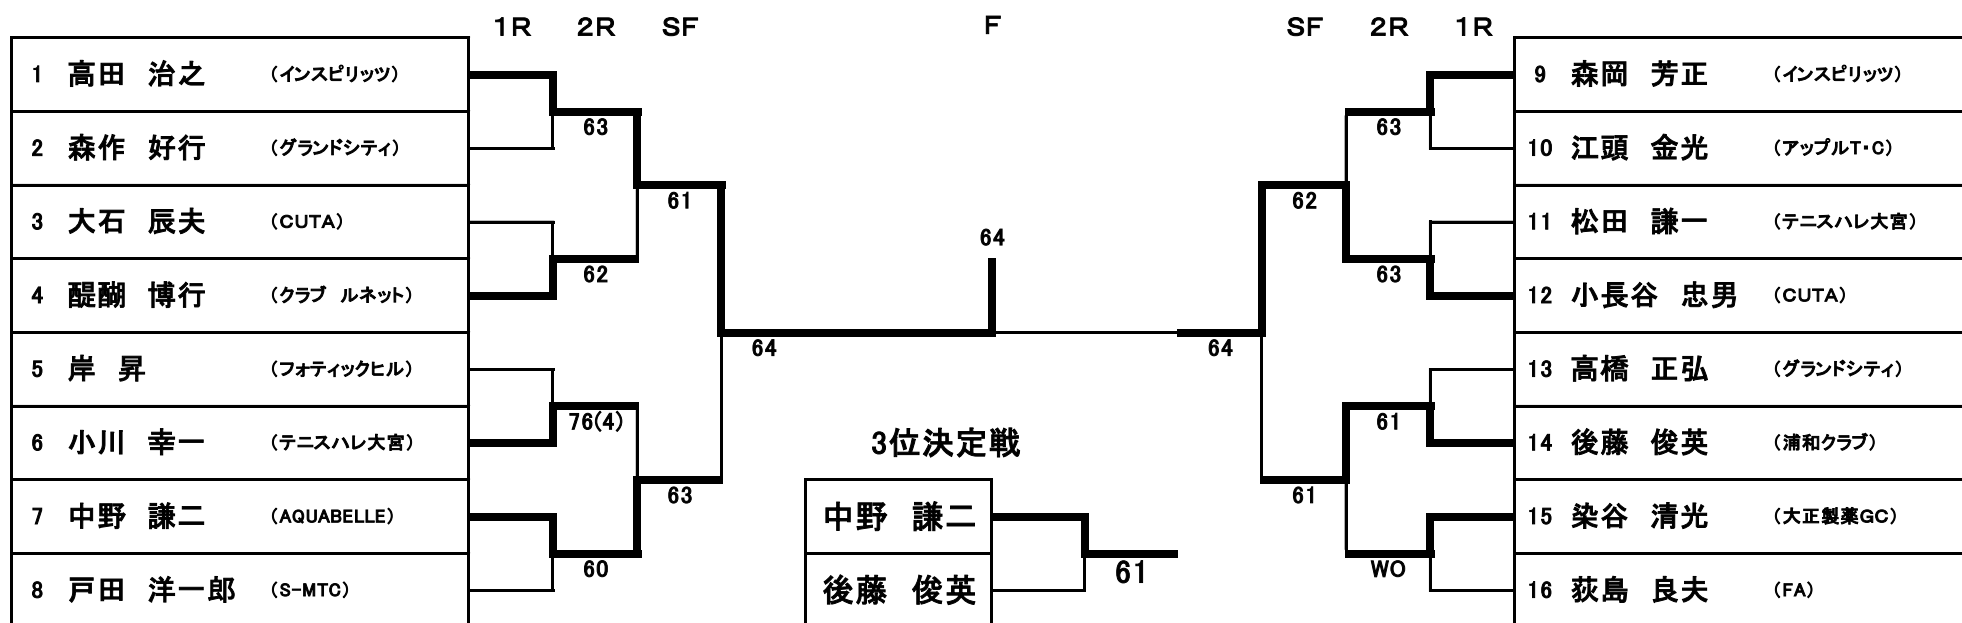 1R 2R SF F SF 2R 1R
1 高田 治之 (インスピリッツ)
2 森作 好行 (グランドシティ)
3 大石 辰夫 (CUTA)
4 醍醐 博行 (クラブ ルネット)
5 岸 昇 (フォティックヒル)
6 小川 幸一 (テニスハレ大宮)
7 中野 謙二 (AQUABELLE)
8 戸田 洋一郎 (S-MTC)
63
62
76(4)
60
61
63
64
64
3位決定戦
中野 謙二
後藤 俊英
61
64
62
61
63
63
61
WO
9 森岡 芳正 (インスピリッツ)
10 江頭 金光 (アップルT・C)
11 松田 謙一 (テニスハレ大宮)
12 小長谷 忠男 (CUTA)
13 高橋 正弘 (グランドシティ)
14 後藤 俊英 (浦和クラブ)
15 染谷 清光 (大正製薬GC)
16 荻島 良夫 (FA)